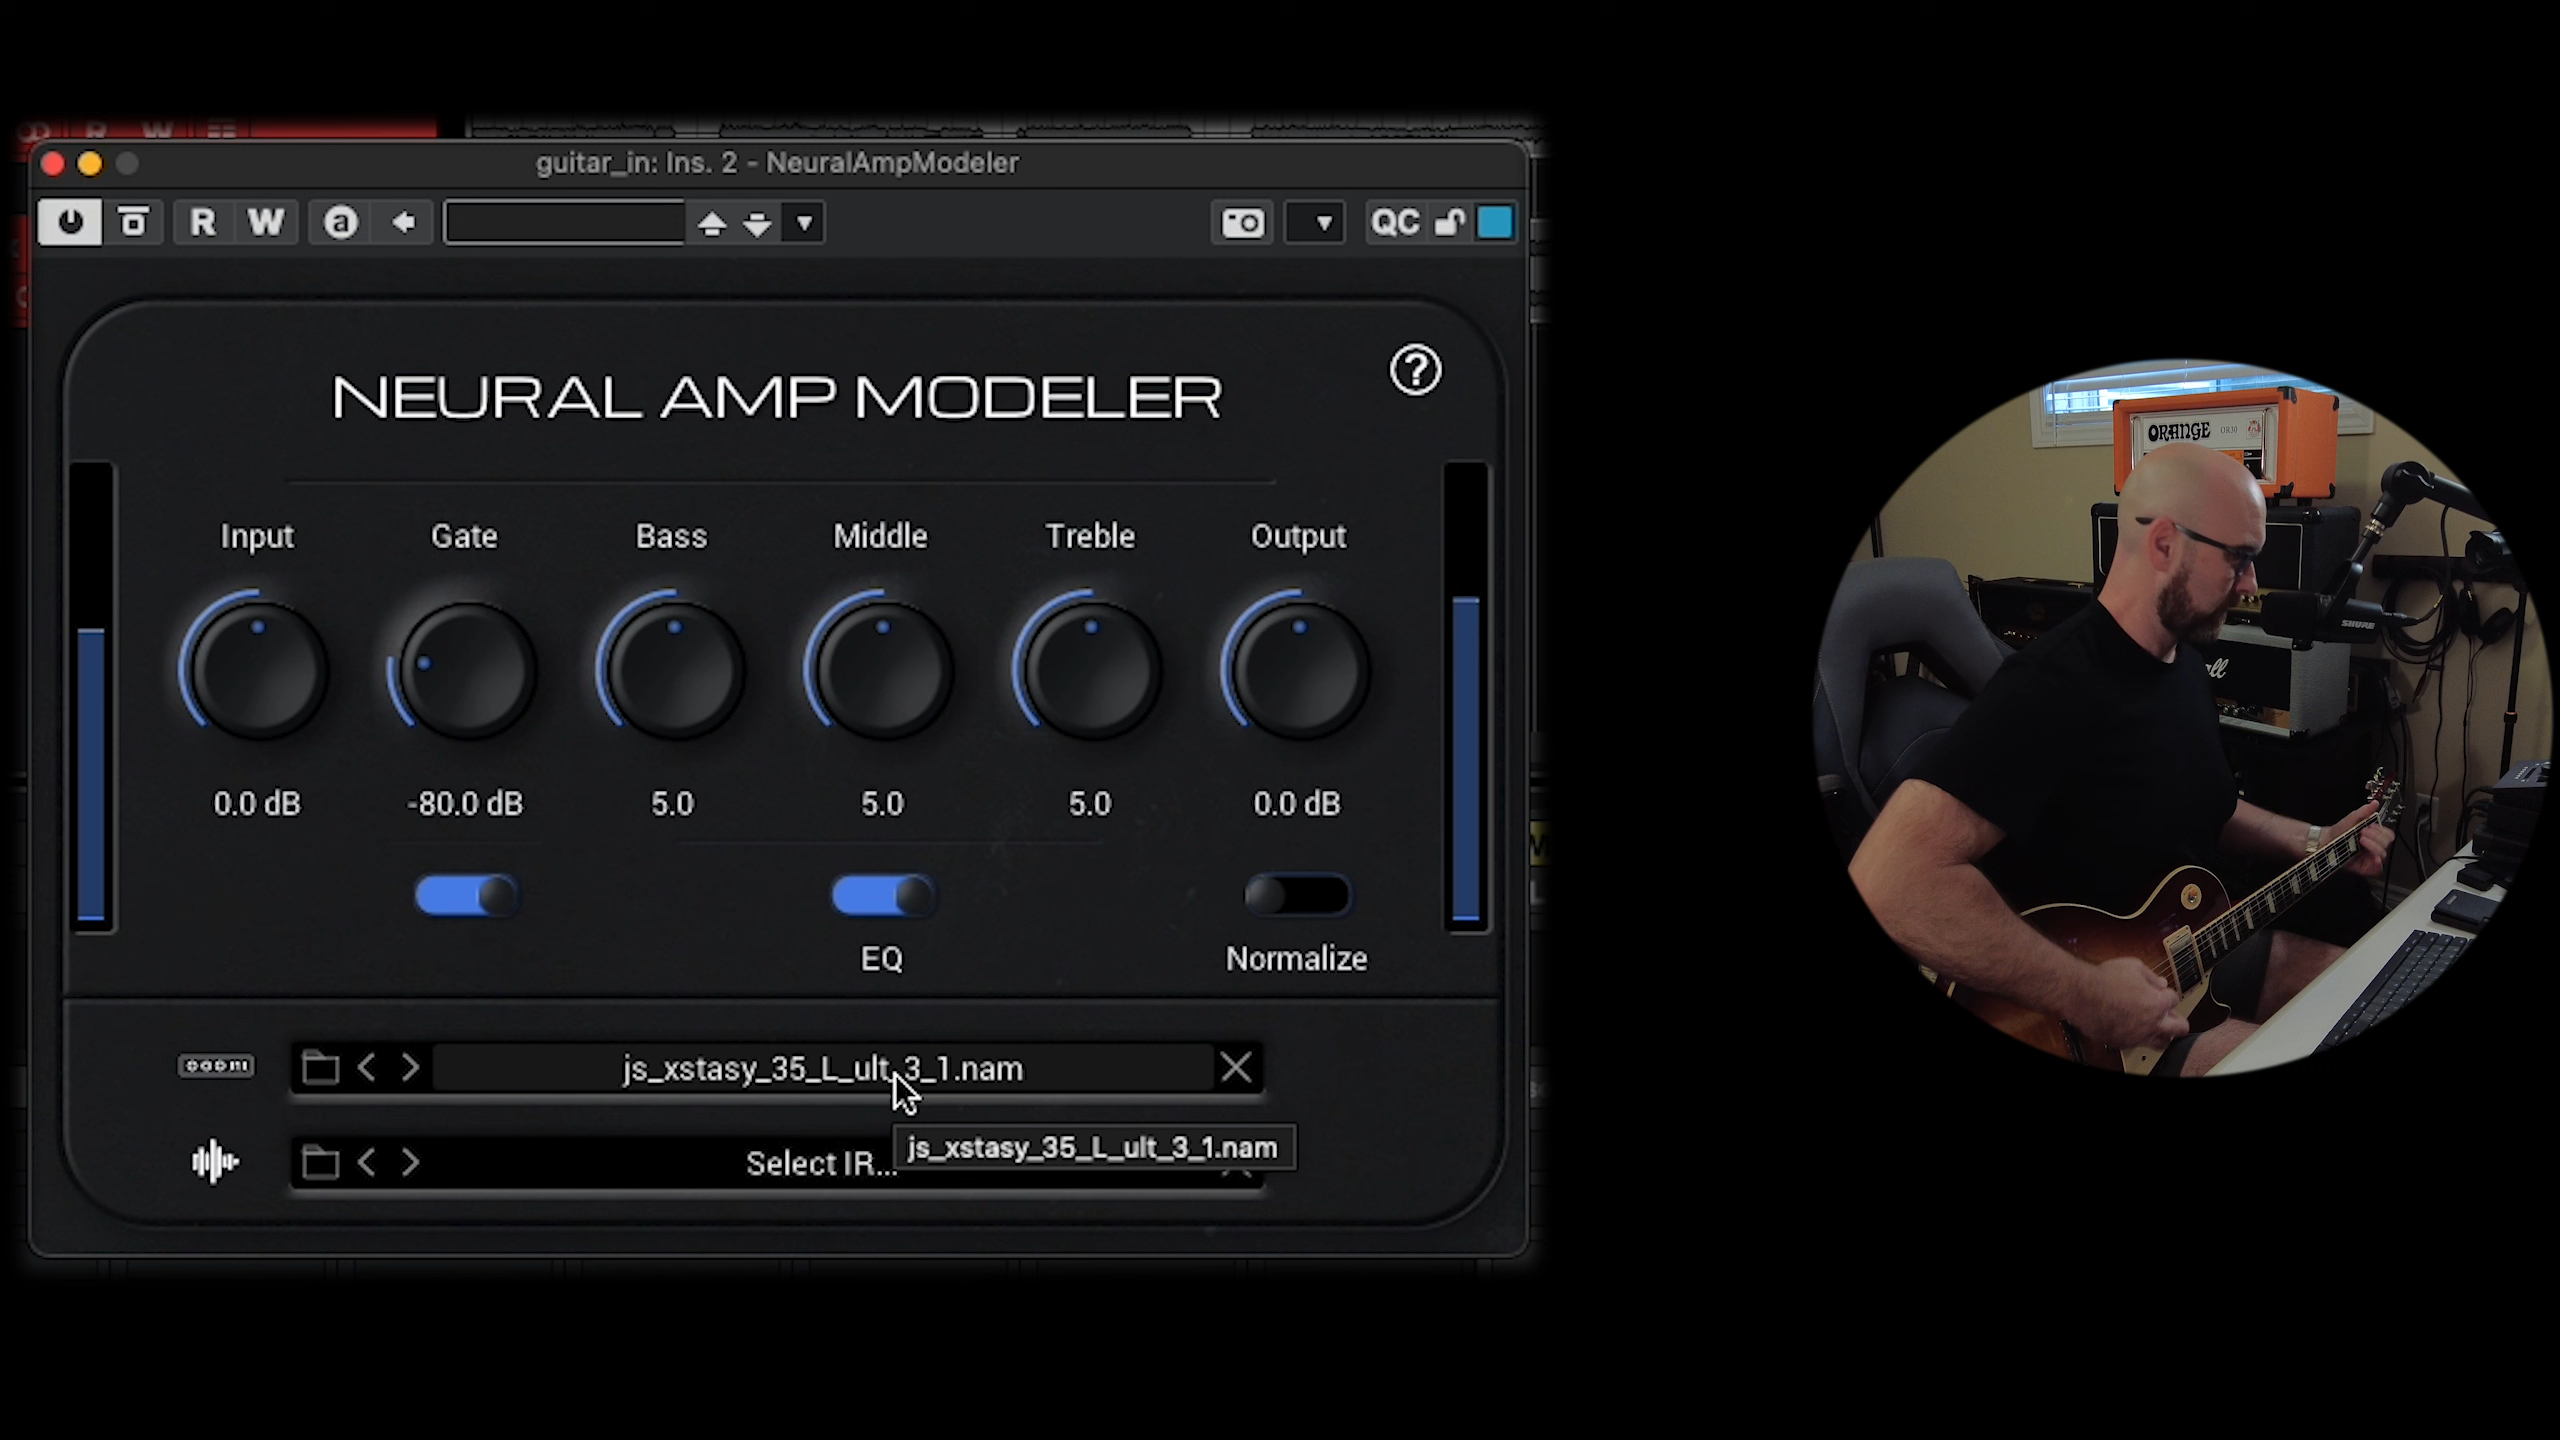 R W
guitar_in: Ins. 2 - NeuralAmpModeler
R W a QC
NEURAL AMP MODELER
?
Input Gate Bass Middle Treble Output
0.0 dB -80.0 dB 5.0 5.0 5.0 0.0 dB
EQ Normalize
js_xstasy_35_L_ult_3_1.nam
js_xstasy_35_L_ult_3_1.nam
Select IR...
ORANGE OR30
SHURE